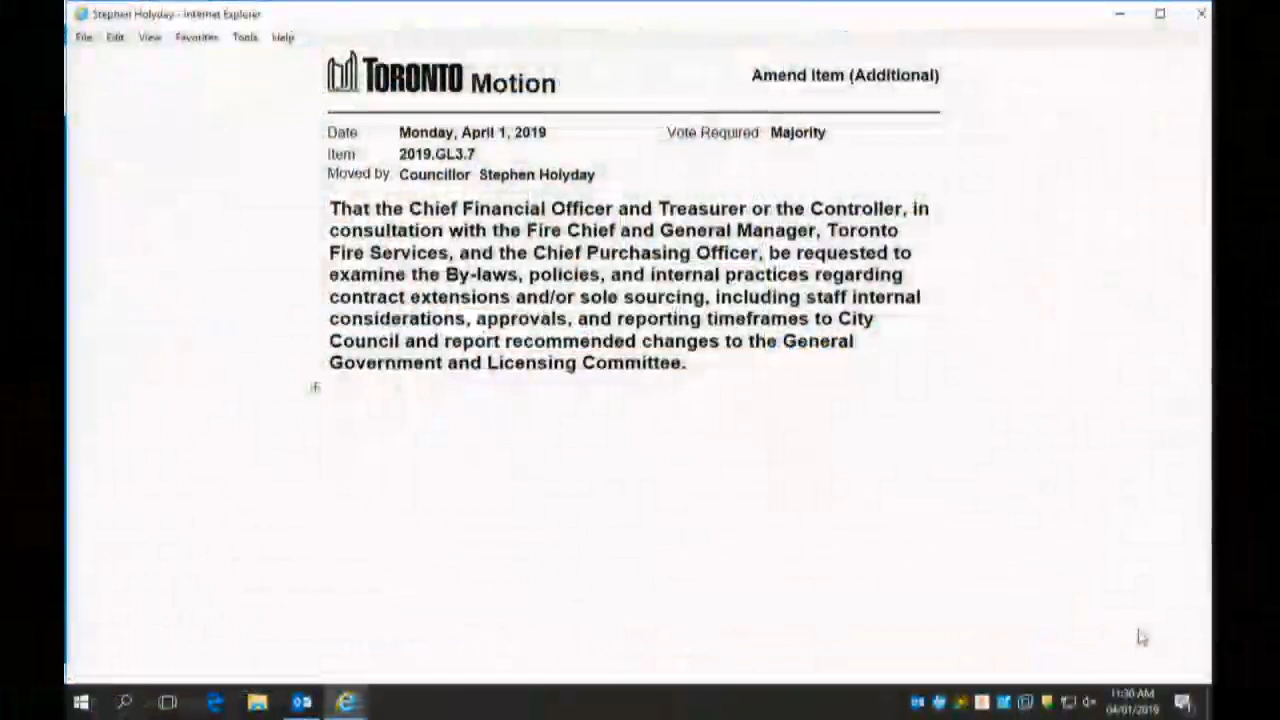 Stephen Holyday - Internet Explorer
File Edit View Favorites Tools Help
TORONTO Motion
Amend Item (Additional)
Date Monday, April 1, 2019 Vote Required Majority
Item 2019.GL3.7
Moved by Councillor Stephen Holyday
That the Chief Financial Officer and Treasurer or the Controller, in
consultation with the Fire Chief and General Manager, Toronto
Fire Services, and the Chief Purchasing Officer, be requested to
examine the By-laws, policies, and internal practices regarding
contract extensions and/or sole sourcing, including staff internal
considerations, approvals, and reporting timeframes to City
Council and report recommended changes to the General
Government and Licensing Committee.
11:30 AM
04/01/2019